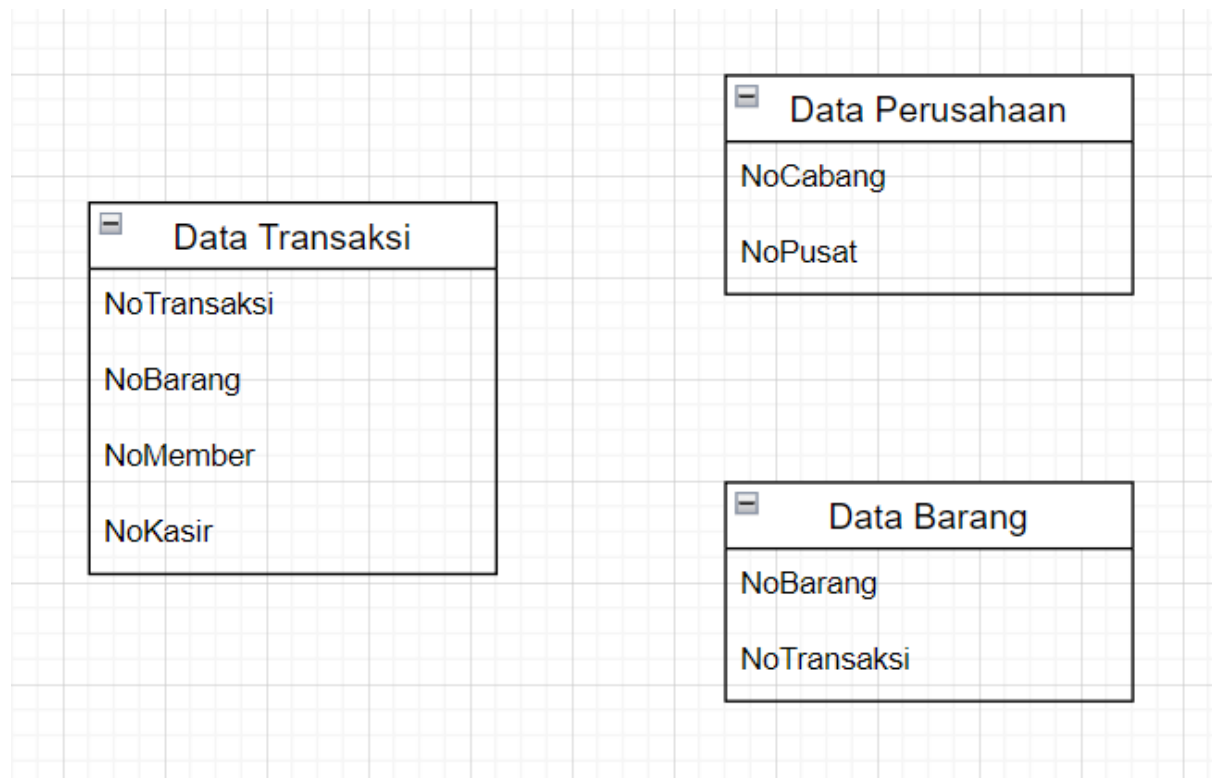 Data Transaksi
NoTransaksi
NoBarang
NoMember
NoKasir
Data Perusahaan
NoCabang
NoPusat
Data Barang
NoBarang
NoTransaksi